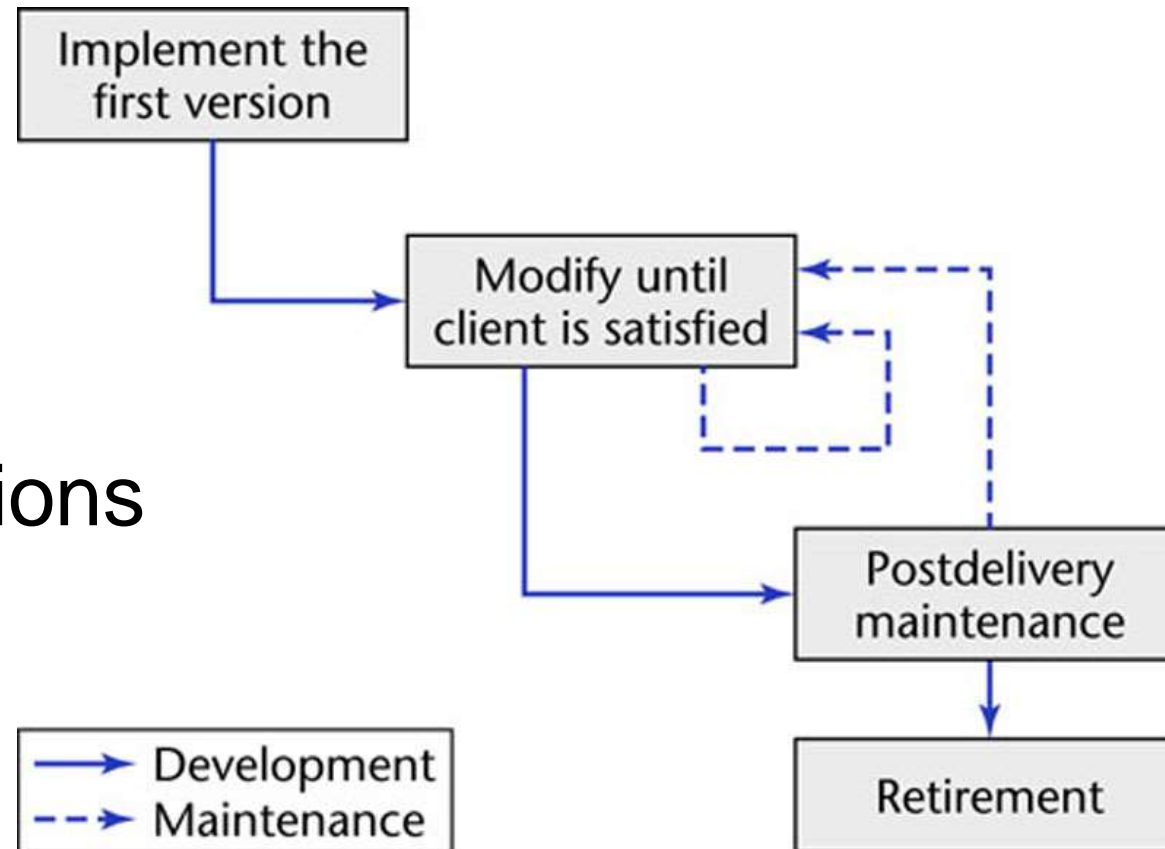 Implement the
first version
Modify until
client is satisfied
ions
Postdelivery
maintenance
Development
Maintenance
Retirement